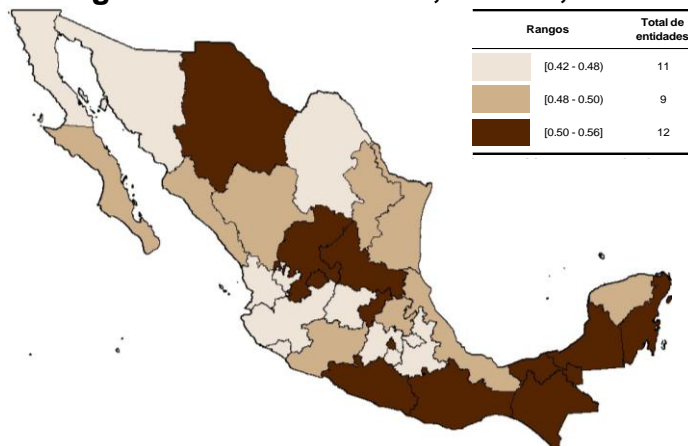 Rangos Total de entidades
[0.42 - 0.48) 11
[0.48 - 0.50) 9
[0.50 - 0.56] 12